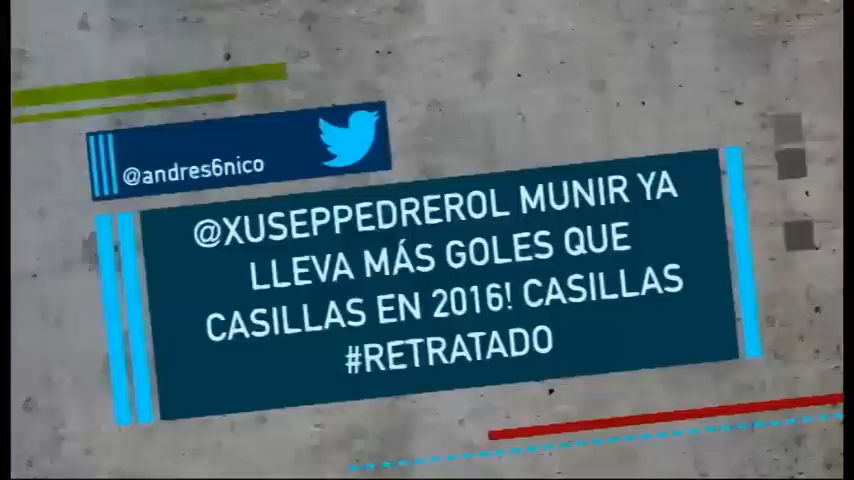 @andres6nico
@XUSEPPEDREROL MUNIR YA
LLEVA MÁS GOLES QUE
CASILLAS EN 2016! CASILLAS
#RETRATADO